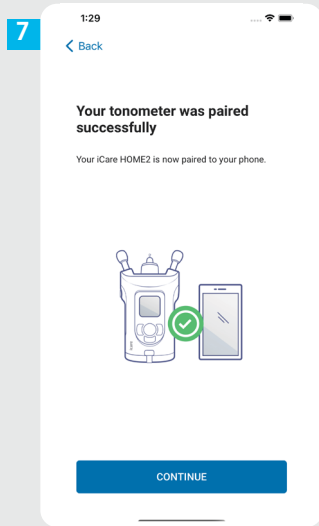 7
1:29
Back
Your tonometer was paired
successfully
Your iCare HOME2 is now paired to your phone.
CONTINUE